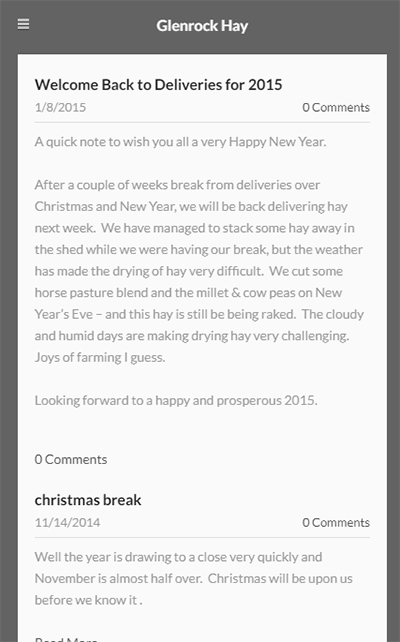 Glenrock Hay
Welcome Back to Deliveries for 2015
1/8/2015 0 Comments
A quick note to wish you all a very Happy New Year.
After a couple of weeks break from deliveries over
Christmas and New Year, we will be back delivering hay
next week.  We have managed to stack some hay away in
the shed while we were having our break, but the weather
has made the drying of hay very difficult.  We cut some
horse pasture blend and the millet & cow peas on New
Year's Eve – and this hay is still be being raked.  The cloudy
and humid days are making drying hay very challenging.
Joys of farming I guess.
Looking forward to a happy and prosperous 2015.
0 Comments
christmas break
11/14/2014 0 Comments
Well the year is drawing to a close very quickly and
November is almost half over.  Christmas will be upon us
before we know it .
Read More